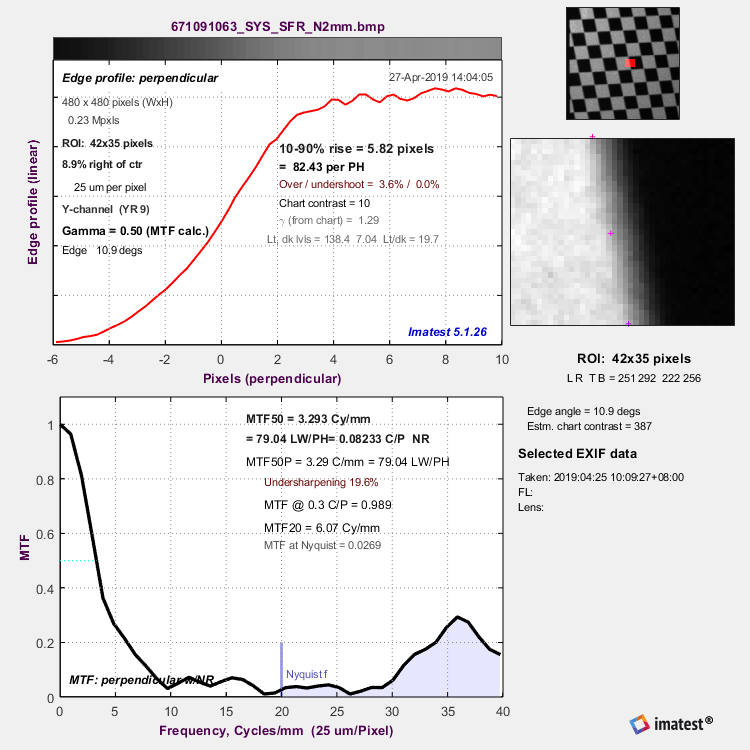 671091063_SYS_SFR_N2mm.bmp
Edge profile: perpendicular
27-Apr-2019 14:04:05
480 x 480 pixels (WxH)
0.23 Mpxls
ROI: 42x35 pixels
8.9% right of ctr
25 um per pixel
Y-channel (YR 9)
Gamma = 0.50 (MTF calc.)
Edge 10.9 degs
10-90% rise = 5.82 pixels
= 82.43 per PH
Over / undershoot = 3.6% / 0.0%
Chart contrast = 10
γ (from chart) = 1.29
Lt, dk lvls = 138.4 7.04 Lt/dk = 19.7
Imatest 5.1.26
Edge profile (linear)
-6 -4 -2 0 2 4 6 8 10
Pixels (perpendicular)
ROI: 42x35 pixels
L R T B = 251 292 222 256
Edge angle = 10.9 degs
Estm. chart contrast = 387
Selected EXIF data
Taken: 2019:04:25 10:09:27+08:00
FL:
Lens:
MTF50 = 3.293 Cy/mm
= 79.04 LW/PH= 0.08233 C/P NR
MTF50P = 3.29 C/mm = 79.04 LW/PH
Undersharpening 19.6%
MTF @ 0.3 C/P = 0.989
MTF20 = 6.07 Cy/mm
MTF at Nyquist = 0.0269
MTF
1
0.8
0.6
0.4
0.2
0
Nyquist f
MTF: perpendicular w/NR
0 5 10 15 20 25 30 35 40
Frequency, Cycles/mm (25 um/Pixel)
imatest®